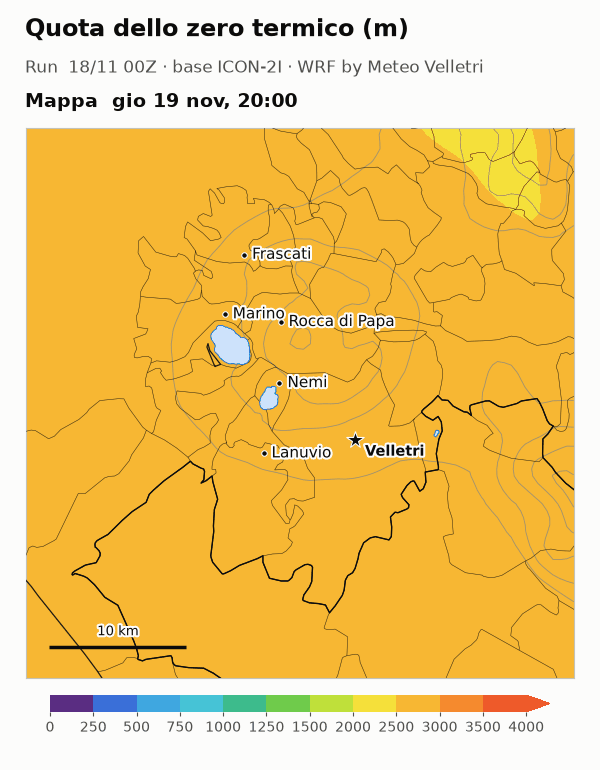 Quota dello zero termico (m)
Run  18/11 00Z · base ICON-2I · WRF by Meteo Velletri
Mappa  gio 19 nov, 20:00
Frascati
Marino
Rocca di Papa
Nemi
Velletri
Lanuvio
10 km
0 250 500 750 1000 1250 1500 2000 2500 3000 3500 4000